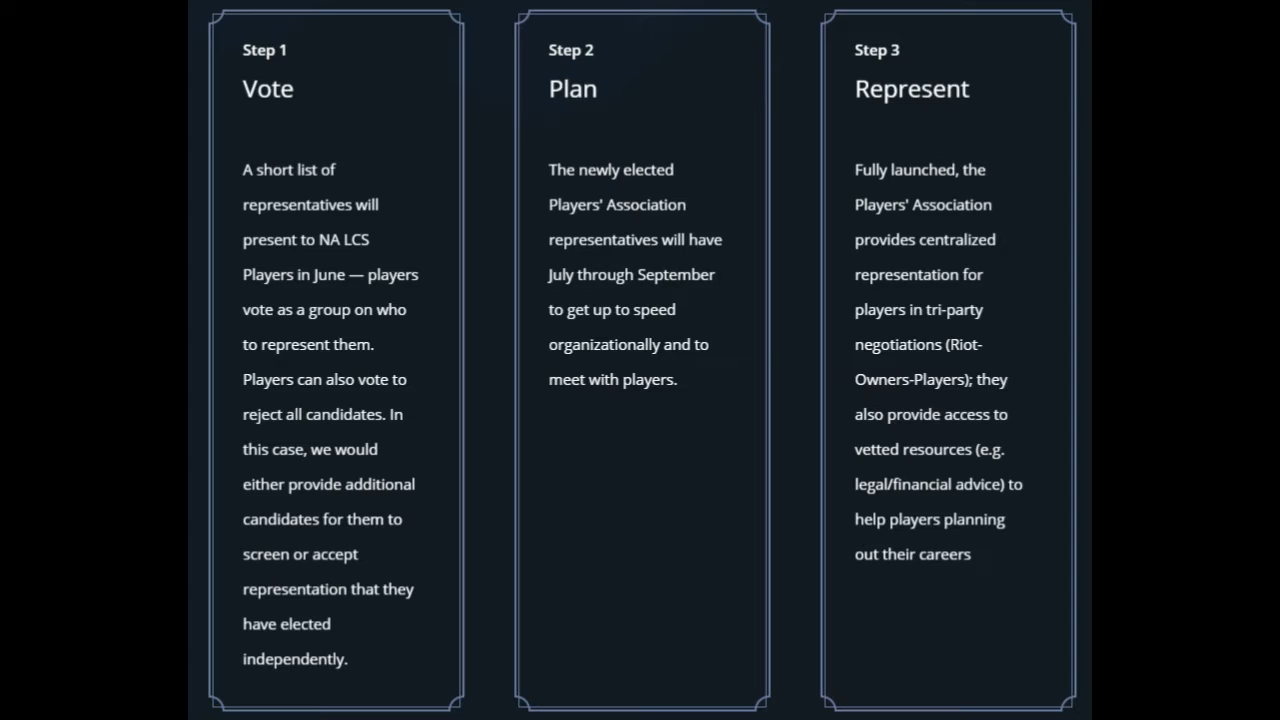 Step 1
Vote
A short list of
representatives will
present to NA LCS
Players in June — players
vote as a group on who
to represent them.
Players can also vote to
reject all candidates. In
this case, we would
either provide additional
candidates for them to
screen or accept
representation that they
have elected
independently.
Step 2
Plan
The newly elected
Players' Association
representatives will have
July through September
to get up to speed
organizationally and to
meet with players.
Step 3
Represent
Fully launched, the
Players' Association
provides centralized
representation for
players in tri-party
negotiations (Riot-
Owners-Players); they
also provide access to
vetted resources (e.g.
legal/financial advice) to
help players planning
out their careers